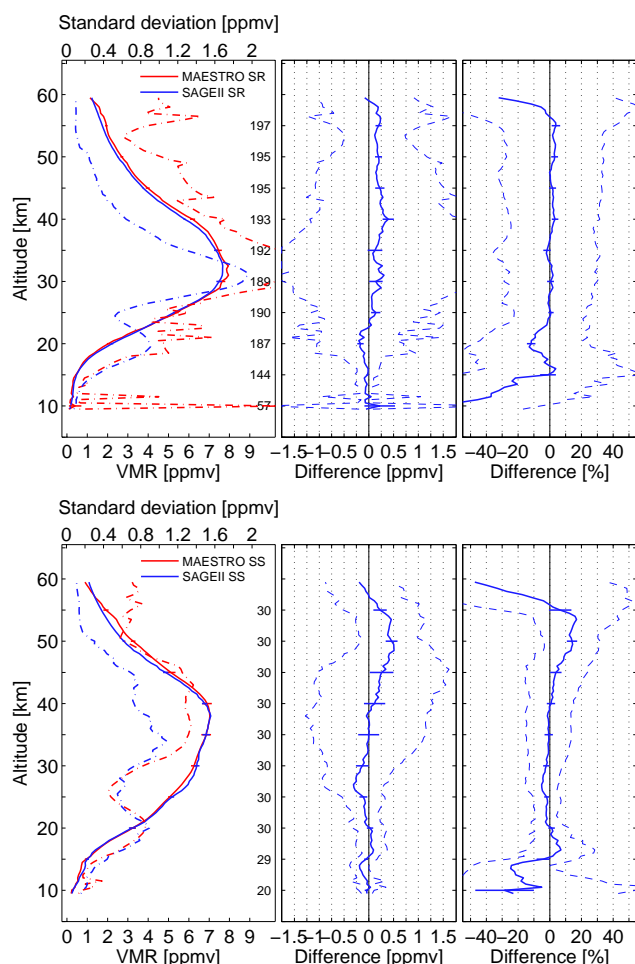 Standard deviation [ppmv]
0 0.4 0.8 1.2 1.6 2
MAESTRO SR
SAGEII SR
60
50
40
30
20
10
Altitude [km]
197
195
195
193
192
189
190
187
144
57
0 1 2 3 4 5 6 7 8 9
VMR [ppmv]
−1.5−1−0.5 0 0.5 1 1.5
Difference [ppmv]
−40−20 0 20 40
Difference [%]
Standard deviation [ppmv]
0 0.4 0.8 1.2 1.6 2
MAESTRO SS
SAGEII SS
60
50
40
30
20
10
Altitude [km]
30
30
30
30
30
30
30
30
29
20
0 1 2 3 4 5 6 7 8 9
VMR [ppmv]
−1.5−1−0.5 0 0.5 1 1.5
Difference [ppmv]
−40−20 0 20 40
Difference [%]